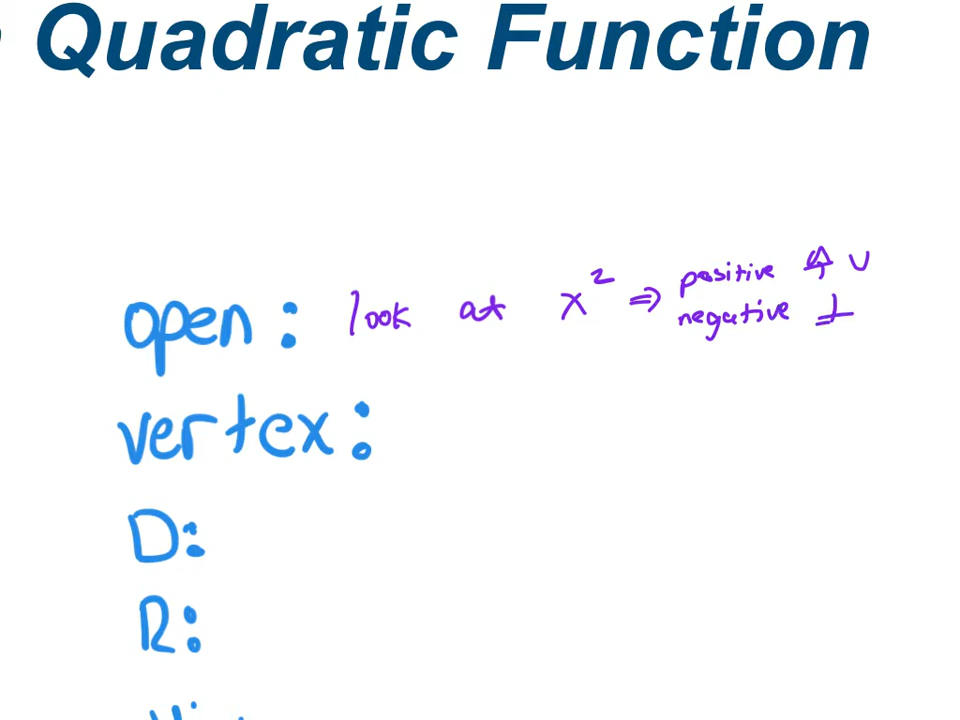 Quadratic Function
open: look at x² ⇒ positive ↑ ∪
negative
vertex:
D:
R: